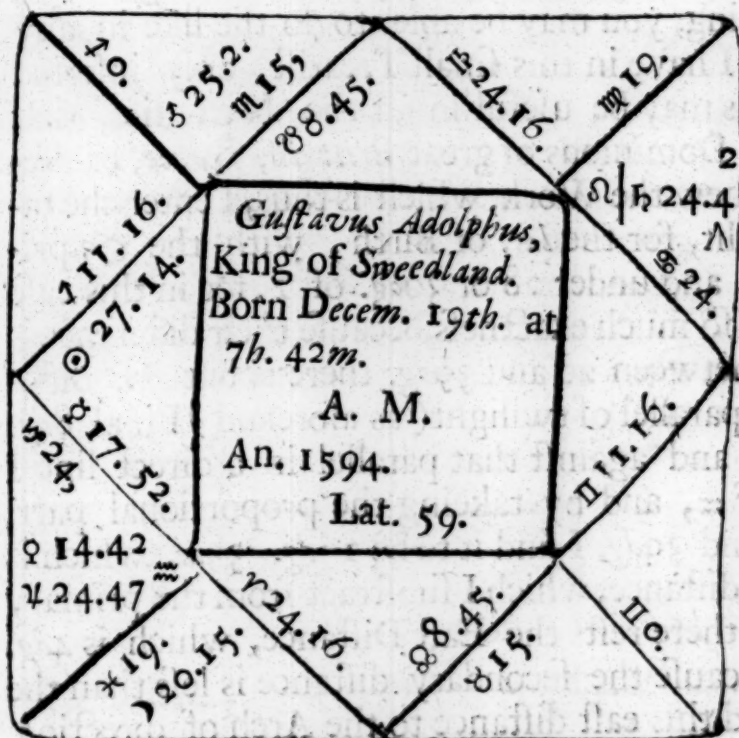 ♐ 0.
♂ 25. 2.
♏ 15,
☋ 8. 45.
♎ 24. 16.
♍ 19.
♌ ♄ 24. 4
2
♋ 24.
Guſtavus Adolphus,
King of Sweedland.
Born Decem. 19th. at
7h. 42m.
A. M.
An. 1594.
Lat. 59.
♐ 11. 16.
☉ 27. 14.
☿ 17. 52.
♑ 24,
♀ 14.42
♃ 24.47 ♒
♓ 19.
☽ 20. 15.
♈ 24. 16.
☊ 8. 45.
♉ 15.
♊ 0.
♊ 11. 16.